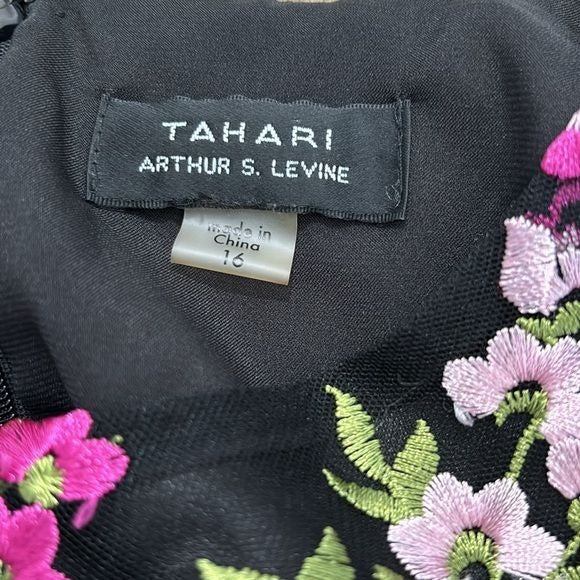 TAHARI
ARTHUR S. LEVINE
made in
China
16